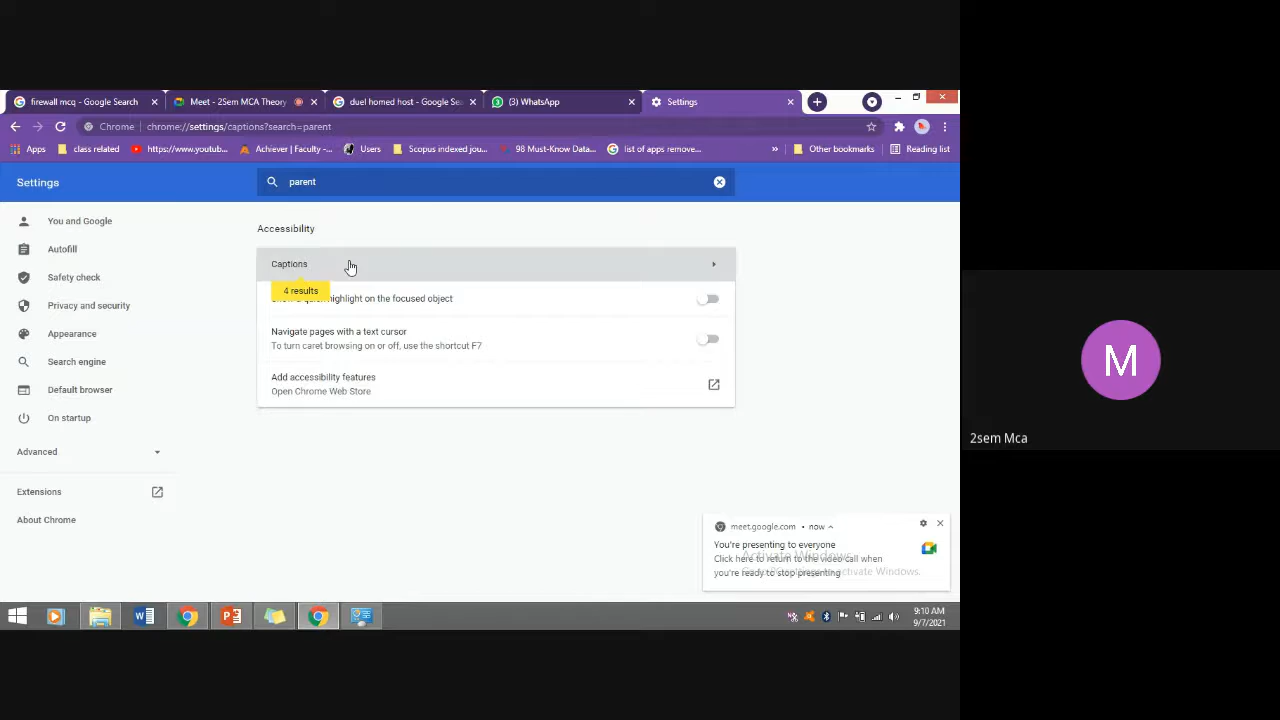 firewall mcq - Google Search
Meet - 2Sem MCA Theory
duel homed host - Google Sea
(3) WhatsApp
Settings
Chrome
chrome://settings/captions?search=parent
Apps
class related
https://www.youtub...
Achiever | Faculty -...
Users
Scopus indexed jou...
98 Must-Know Data...
list of apps remove...
»
Other bookmarks
Reading list
Settings
parent
You and Google
Autofill
Safety check
Privacy and security
Appearance
Search engine
Default browser
On startup
Advanced
Extensions
About Chrome
Accessibility
Captions
4 results
highlight on the focused object
Navigate pages with a text cursor
To turn caret browsing on or off, use the shortcut F7
Add accessibility features
Open Chrome Web Store
meet.google.com • now
You're presenting to everyone
Click here to return to the video call when
you're ready to stop presenting
Activate Windows
activate Windows.
9:10 AM
9/7/2021
M
2sem Mca